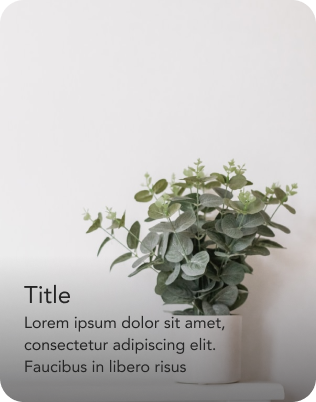 Title
Lorem ipsum dolor sit amet,
consectetur adipiscing elit.
Faucibus in libero risus